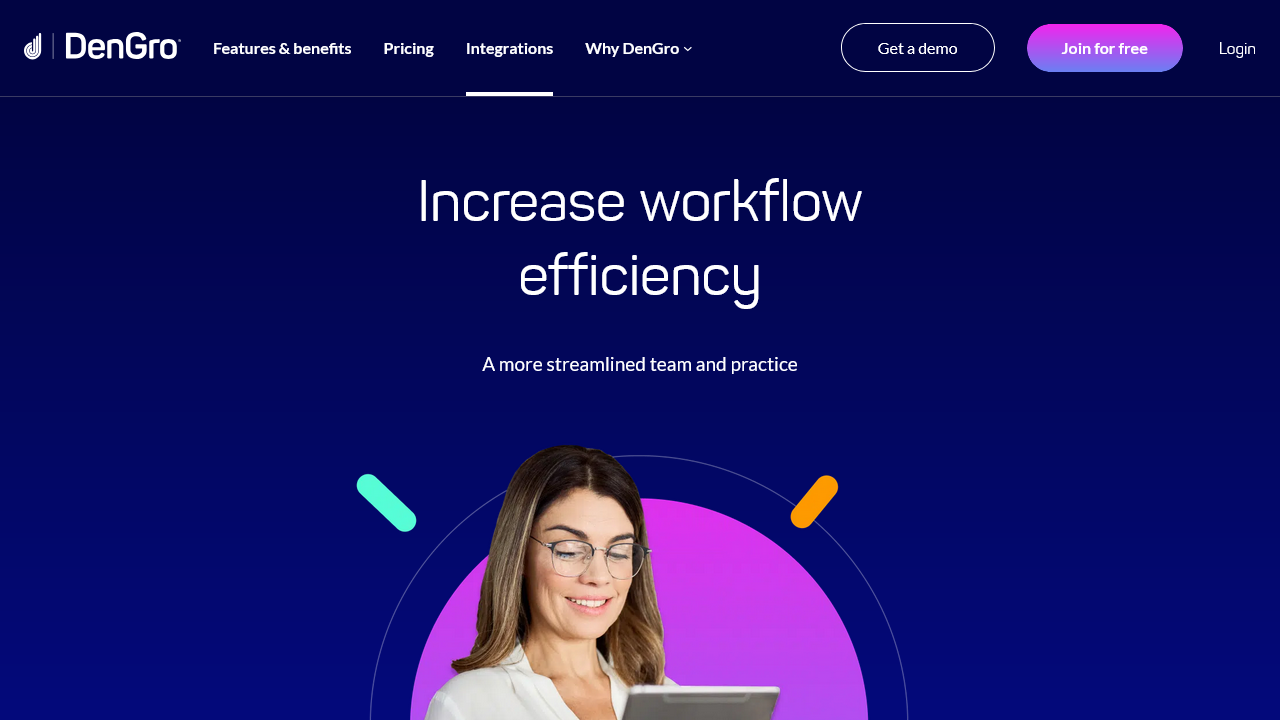 DenGro
Features & benefits
Pricing
Integrations
Why DenGro
Get a demo
Join for free
Login
Increase workflow
efficiency
A more streamlined team and practice